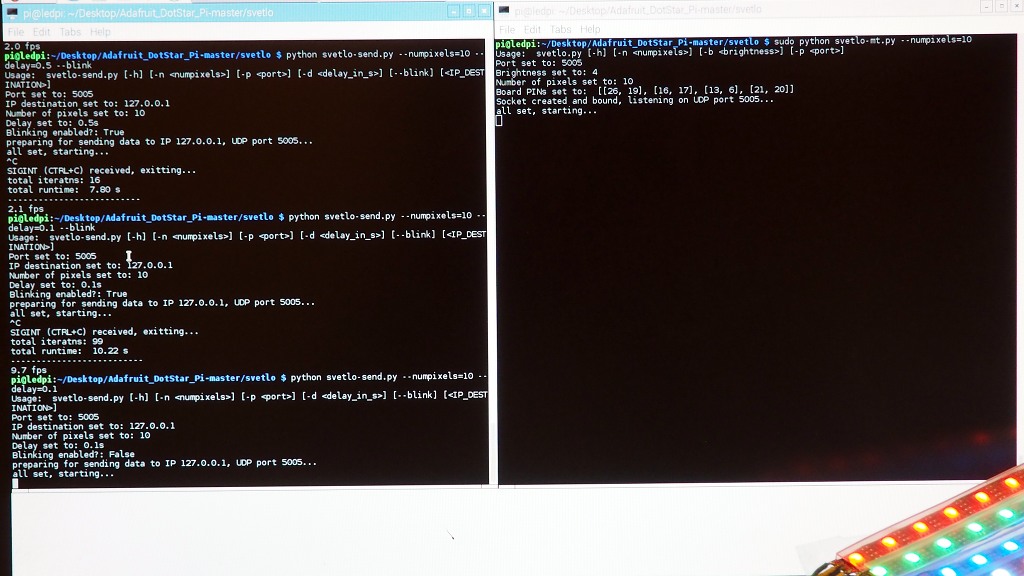 pi@ledpi: ~/Desktop/Adafruit_DotStar_Pi-master/svetlo
File Edit Tabs Help
2.0 fps
pi@ledpi:~/Desktop/Adafruit_DotStar_Pi-master/svetlo $ python svetlo-send.py --numpixels=10 --
delay=0.5 --blink
Usage:  svetlo-send.py [-h] [-n <numpixels>] [-p <port>] [-d <delay_in_s>] [--blink] [<IP_DEST
INATION>]
Port set to: 5005
IP destination set to: 127.0.0.1
Number of pixels set to: 10
Delay set to: 0.5s
Blinking enabled?: True
preparing for sending data to IP 127.0.0.1, UDP port 5005...
all set, starting...
^C
SIGINT (CTRL+C) received, exiting...
total iteratns: 16
total runtime:  7.80 s
-------------------------
2.1 fps
pi@ledpi:~/Desktop/Adafruit_DotStar_Pi-master/svetlo $ python svetlo-send.py --numpixels=10 --
delay=0.1 --blink
Usage:  svetlo-send.py [-h] [-n <numpixels>] [-p <port>] [-d <delay_in_s>] [--blink] [<IP_DEST
INATION>]
Port set to: 5005
IP destination set to: 127.0.0.1
Number of pixels set to: 10
Delay set to: 0.1s
Blinking enabled?: True
preparing for sending data to IP 127.0.0.1, UDP port 5005...
all set, starting...
^C
SIGINT (CTRL+C) received, exiting...
total iteratns: 99
total runtime:  10.22 s
-------------------------
9.7 fps
pi@ledpi:~/Desktop/Adafruit_DotStar_Pi-master/svetlo $ python svetlo-send.py --numpixels=10 --
delay=0.1
Usage:  svetlo-send.py [-h] [-n <numpixels>] [-p <port>] [-d <delay_in_s>] [--blink] [<IP_DEST
INATION>]
Port set to: 5005
IP destination set to: 127.0.0.1
Number of pixels set to: 10
Delay set to: 0.1s
Blinking enabled?: False
preparing for sending data to IP 127.0.0.1, UDP port 5005...
all set, starting...
pi@ledpi: ~/Desktop/Adafruit_DotStar_Pi-master/svetlo
File Edit Tabs Help
pi@ledpi:~/Desktop/Adafruit_DotStar_Pi-master/svetlo $ sudo python svetlo-mt.py --numpixels=10
Usage:  svetlo.py [-h] [-n <numpixels>] [-b <brightness>] [-p <port>]
Port set to: 5005
Brightness set to: 4
Number of pixels set to: 10
Board PINs set to:  [[26, 19], [16, 17], [13, 6], [21, 20]]
Socket created and bound, listening on UDP port 5005...
all set, starting...